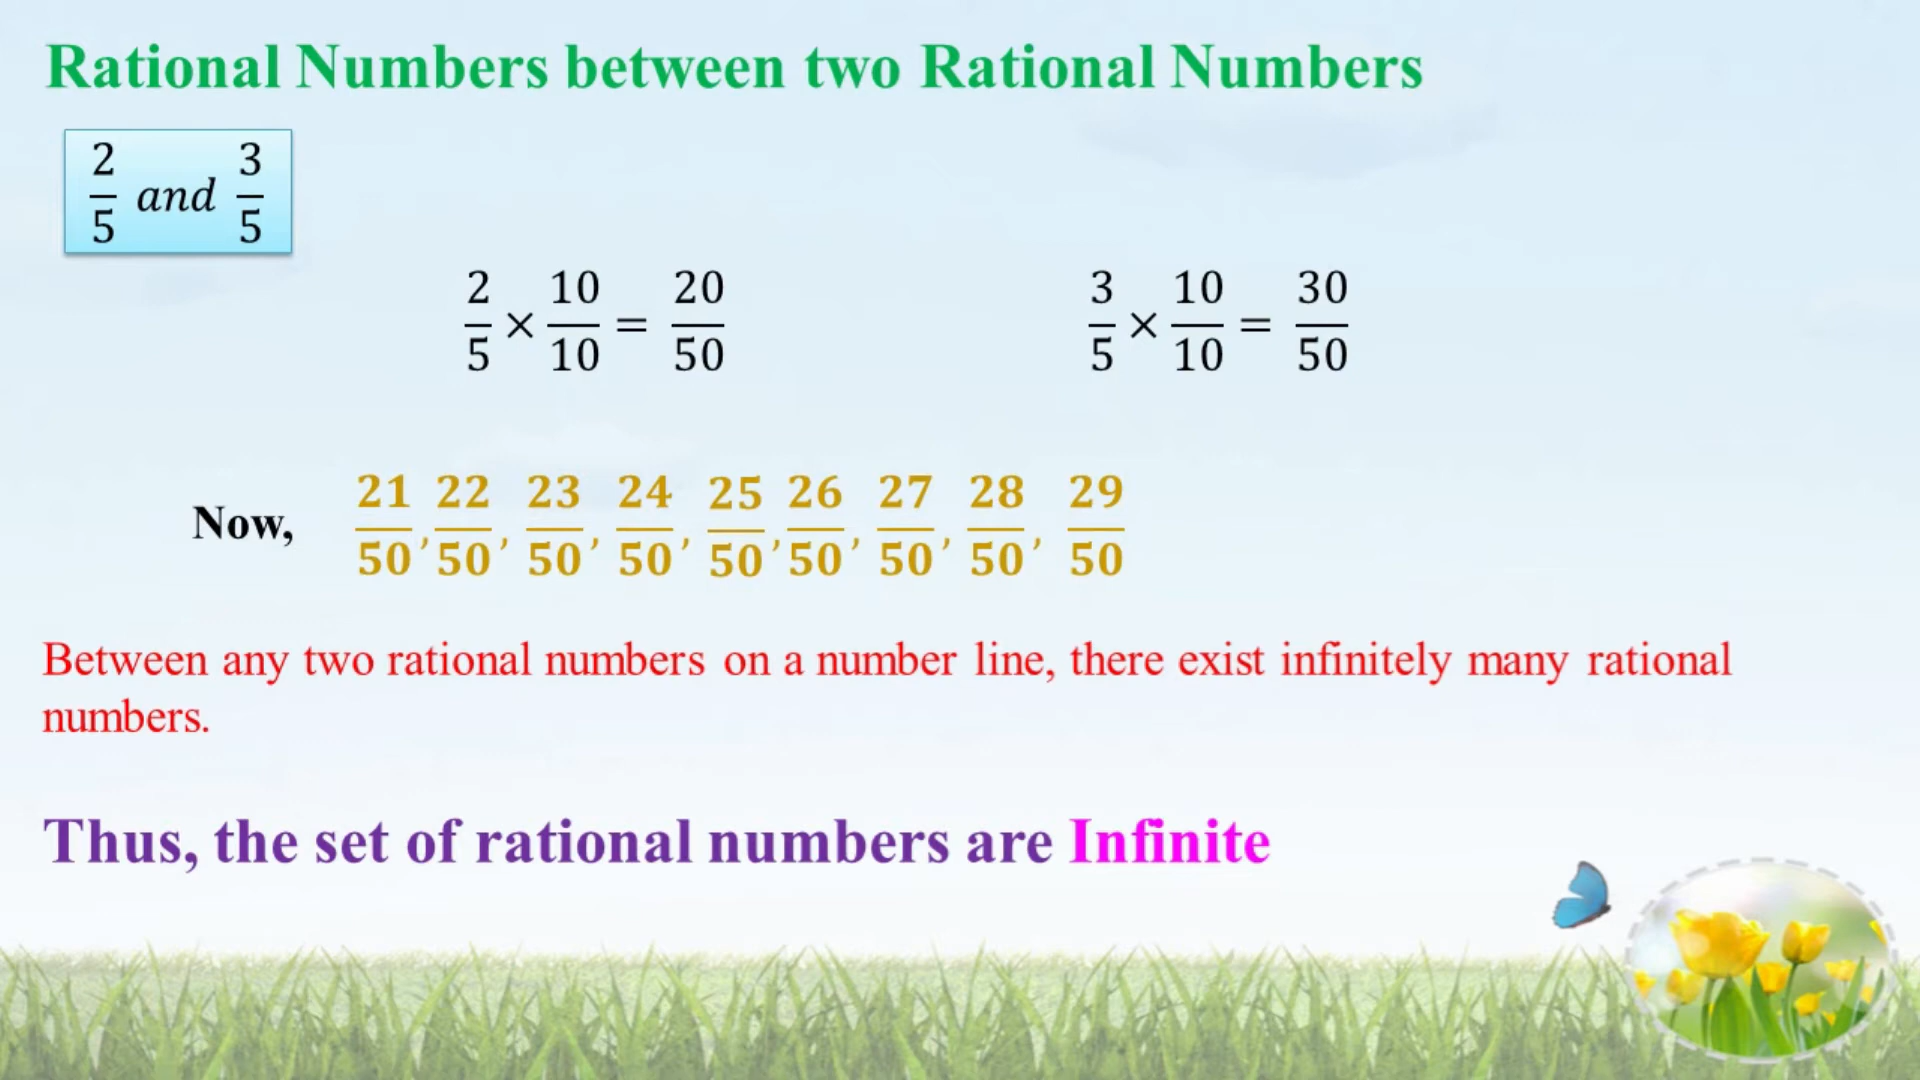 Rational Numbers between two Rational Numbers
2/5 and 3/5
2/5 × 10/10 = 20/50
3/5 × 10/10 = 30/50
Now, 21/50, 22/50, 23/50, 24/50, 25/50, 26/50, 27/50, 28/50, 29/50
Between any two rational numbers on a number line, there exist infinitely many rational
numbers.
Thus, the set of rational numbers are Infinite